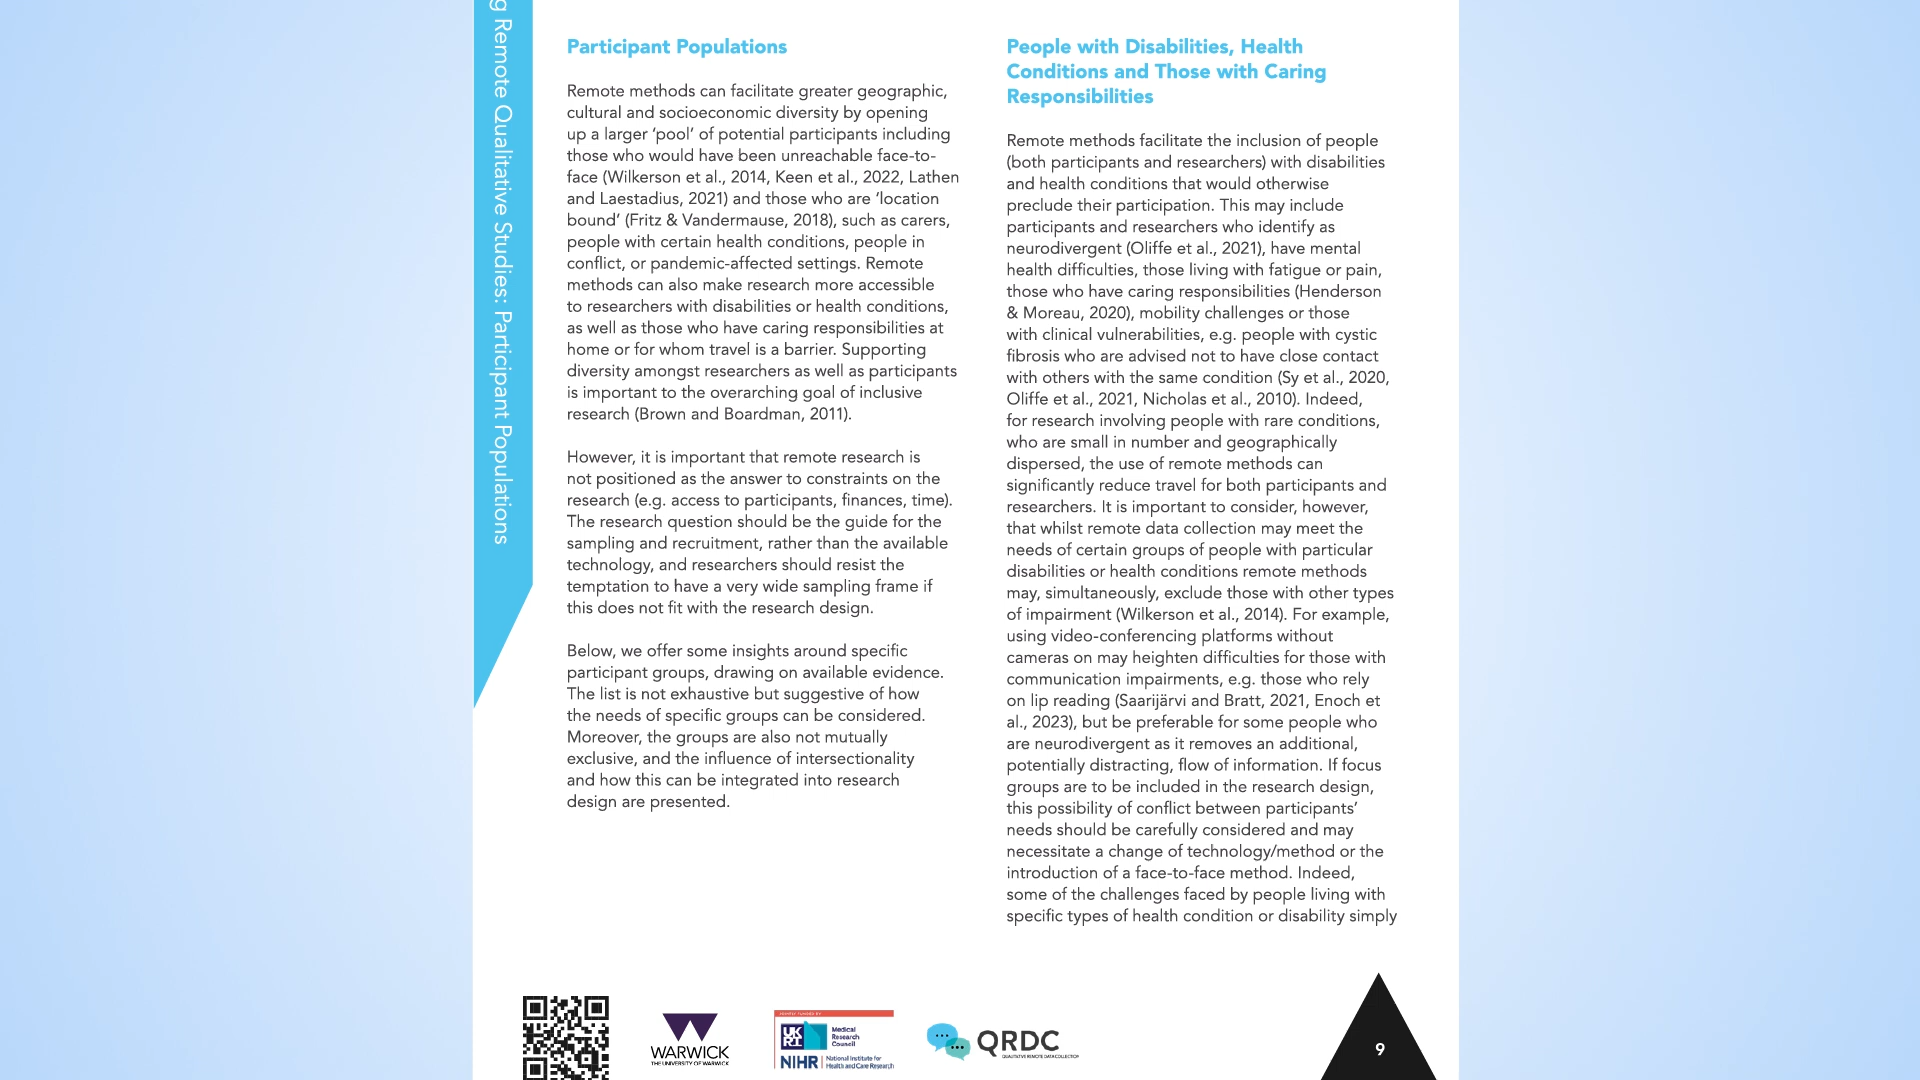 g Remote Qualitative Studies: Participant Populations
Participant Populations
Remote methods can facilitate greater geographic,
cultural and socioeconomic diversity by opening
up a larger ‘pool’ of potential participants including
those who would have been unreachable face-to-
face (Wilkerson et al., 2014, Keen et al., 2022, Lathen
and Laestadius, 2021) and those who are ‘location
bound’ (Fritz & Vandermause, 2018), such as carers,
people with certain health conditions, people in
conflict, or pandemic-affected settings. Remote
methods can also make research more accessible
to researchers with disabilities or health conditions,
as well as those who have caring responsibilities at
home or for whom travel is a barrier. Supporting
diversity amongst researchers as well as participants
is important to the overarching goal of inclusive
research (Brown and Boardman, 2011).
However, it is important that remote research is
not positioned as the answer to constraints on the
research (e.g. access to participants, finances, time).
The research question should be the guide for the
sampling and recruitment, rather than the available
technology, and researchers should resist the
temptation to have a very wide sampling frame if
this does not fit with the research design.
Below, we offer some insights around specific
participant groups, drawing on available evidence.
The list is not exhaustive but suggestive of how
the needs of specific groups can be considered.
Moreover, the groups are also not mutually
exclusive, and the influence of intersectionality
and how this can be integrated into research
design are presented.
People with Disabilities, Health
Conditions and Those with Caring
Responsibilities
Remote methods facilitate the inclusion of people
(both participants and researchers) with disabilities
and health conditions that would otherwise
preclude their participation. This may include
participants and researchers who identify as
neurodivergent (Oliffe et al., 2021), have mental
health difficulties, those living with fatigue or pain,
those who have caring responsibilities (Henderson
& Moreau, 2020), mobility challenges or those
with clinical vulnerabilities, e.g. people with cystic
fibrosis who are advised not to have close contact
with others with the same condition (Sy et al., 2020,
Oliffe et al., 2021, Nicholas et al., 2010). Indeed,
for research involving people with rare conditions,
who are small in number and geographically
dispersed, the use of remote methods can
significantly reduce travel for both participants and
researchers. It is important to consider, however,
that whilst remote data collection may meet the
needs of certain groups of people with particular
disabilities or health conditions remote methods
may, simultaneously, exclude those with other types
of impairment (Wilkerson et al., 2014). For example,
using video-conferencing platforms without
cameras on may heighten difficulties for those with
communication impairments, e.g. those who rely
on lip reading (Saarijärvi and Bratt, 2021, Enoch et
al., 2023), but be preferable for some people who
are neurodivergent as it removes an additional,
potentially distracting, flow of information. If focus
groups are to be included in the research design,
this possibility of conflict between participants’
needs should be carefully considered and may
necessitate a change of technology/method or the
introduction of a face-to-face method. Indeed,
some of the challenges faced by people living with
specific types of health condition or disability simply
WARWICK
THE UNIVERSITY OF WARWICK
JOINTLY FUNDED BY
UK
RI
Medical
Research
Council
NIHR
National Institute for
Health and Care Research
QRDC
QUALITATIVE REMOTE DATA COLLECTION
9